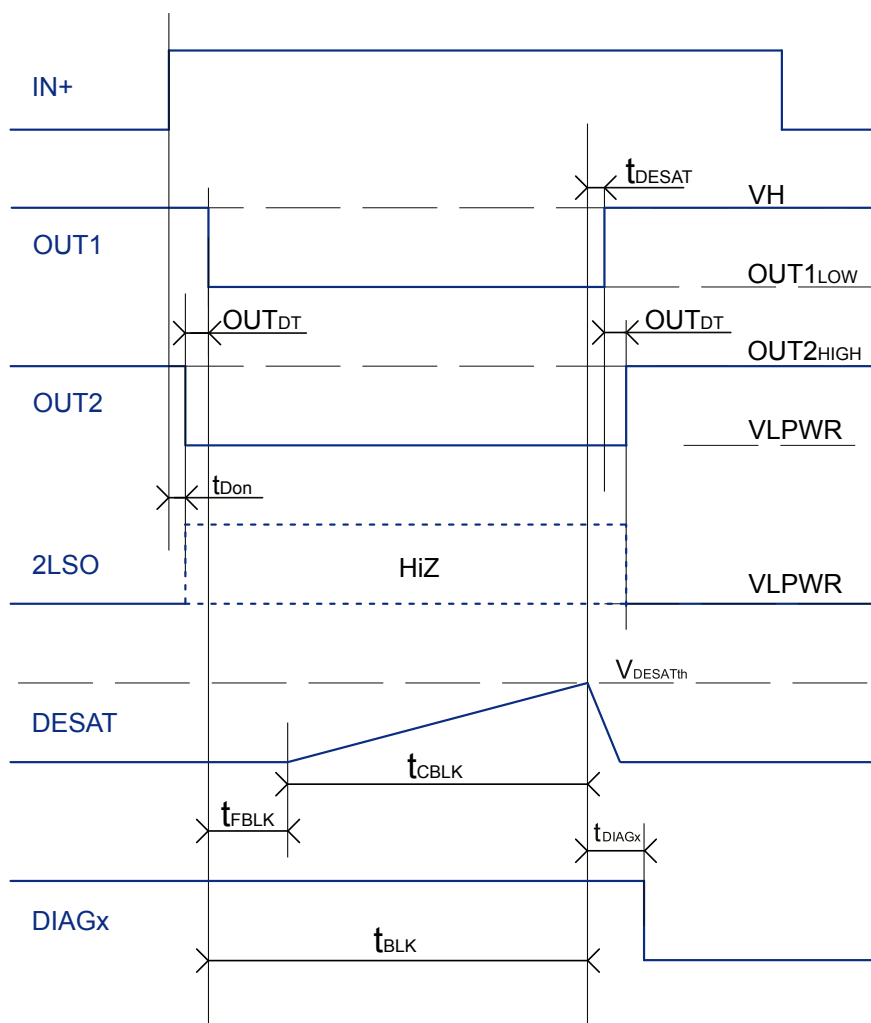 IN+
tDESAT
VH
OUT1
OUT1LOW
OUTDT
OUTDT
OUT2HIGH
OUT2
VLPWR
tDon
2LSO
HiZ
VLPWR
VDESATth
DESAT
tCBLK
tFBLK
tDIAGx
DIAGx
tBLK